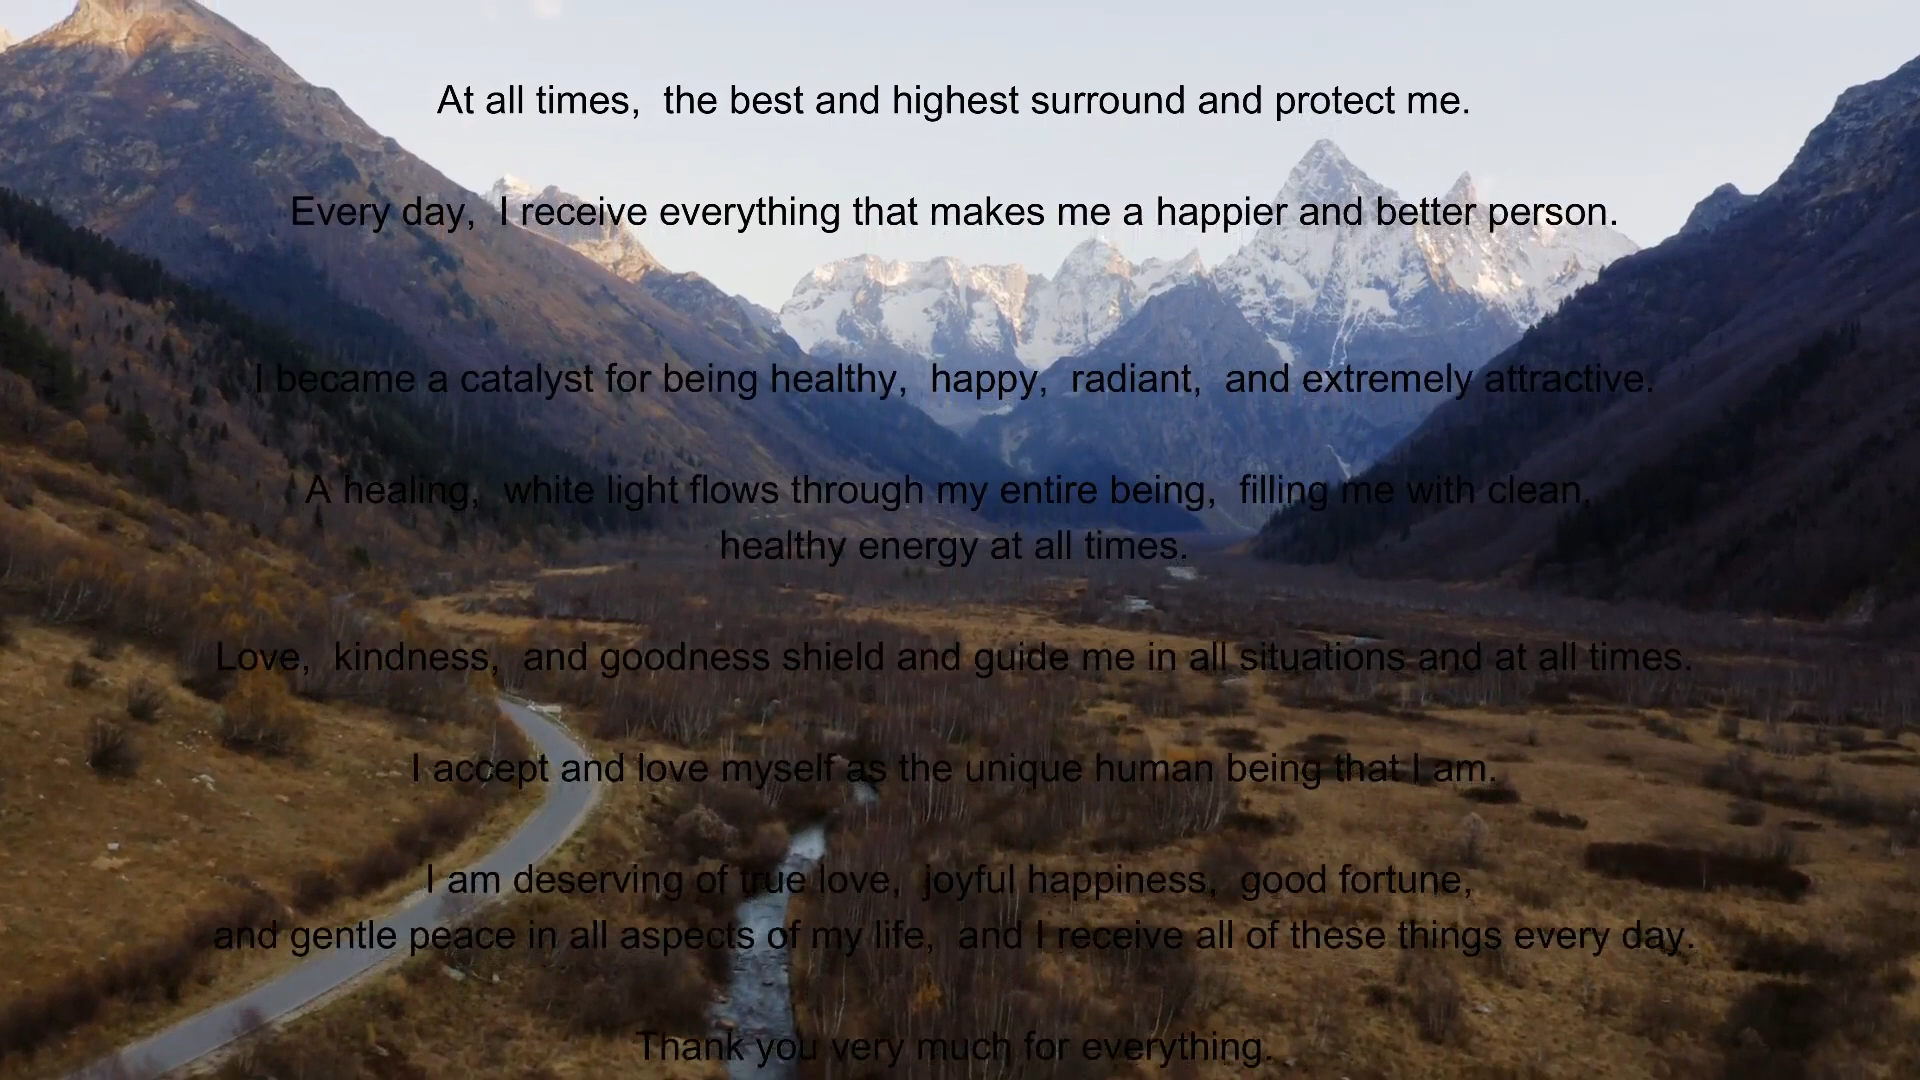 At all times,  the best and highest surround and protect me.
Every day,  I receive everything that makes me a happier and better person.
I became a catalyst for being healthy,  happy,  radiant,  and extremely attractive.
A healing,  white light flows through my entire being,  filling me with clean,
healthy energy at all times.
Love,  kindness,  and goodness shield and guide me in all situations and at all times.
I accept and love myself as the unique human being that I am.
I am deserving of true love,  joyful happiness,  good fortune,
and gentle peace in all aspects of my life,  and I receive all of these things every day.
Thank you very much for everything.